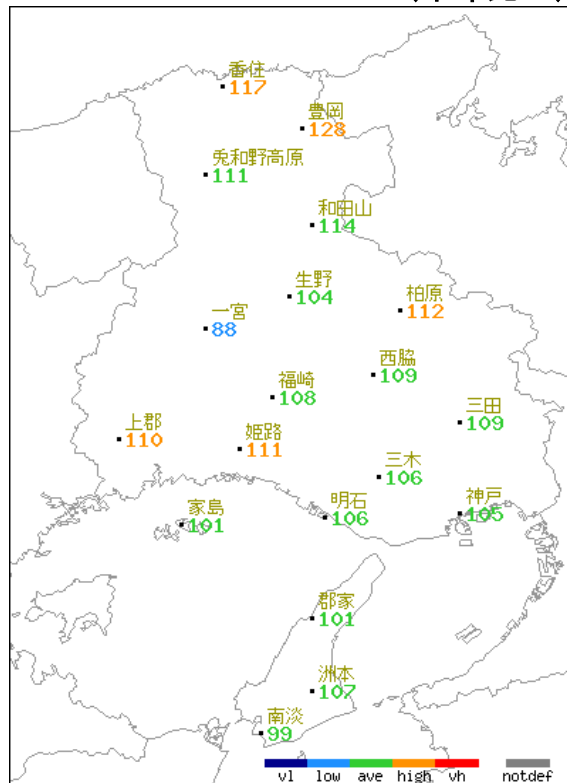 香住
117
豊岡
128
兎和野高原
111
和田山
114
生野
104
柏原
112
一宮
88
西脇
109
福崎
108
三田
109
上郡
110
姫路
111
三木
106
家島
101
明石
106
神戸
105
郡家
101
洲本
107
南淡
99
vl low ave high vh notdef